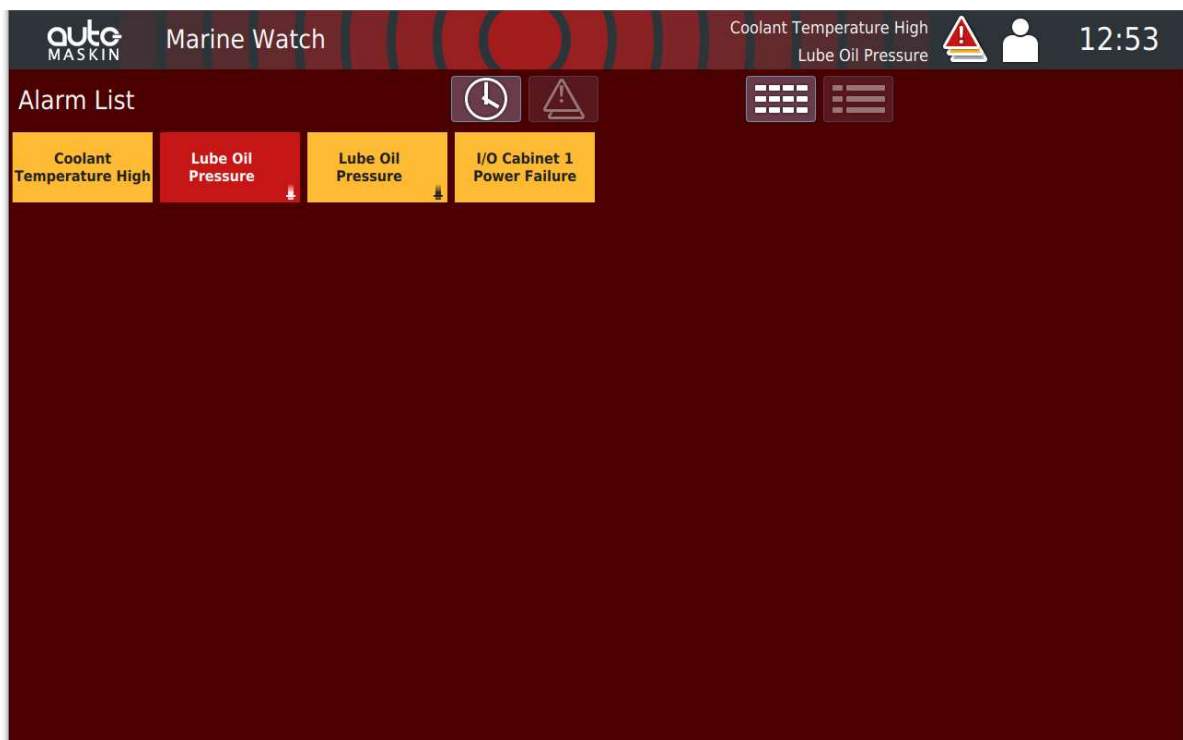 auto
MASKIN
Marine Watch
Coolant Temperature High
Lube Oil Pressure
12:53
Alarm List
Coolant
Temperature High
Lube Oil
Pressure
Lube Oil
Pressure
I/O Cabinet 1
Power Failure